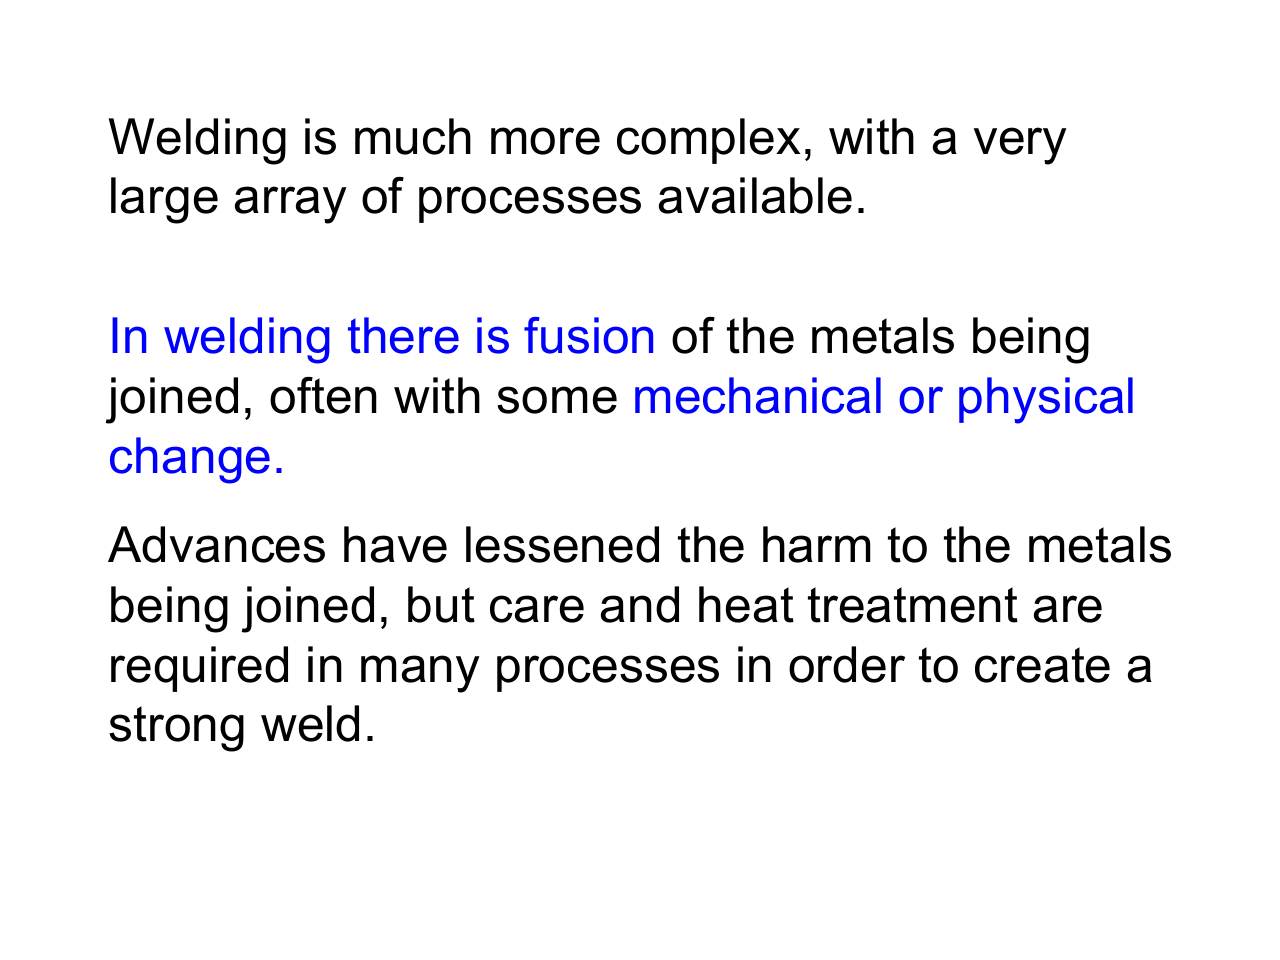 Welding is much more complex, with a very
large array of processes available.
In welding there is fusion of the metals being
joined, often with some mechanical or physical
change.
Advances have lessened the harm to the metals
being joined, but care and heat treatment are
required in many processes in order to create a
strong weld.